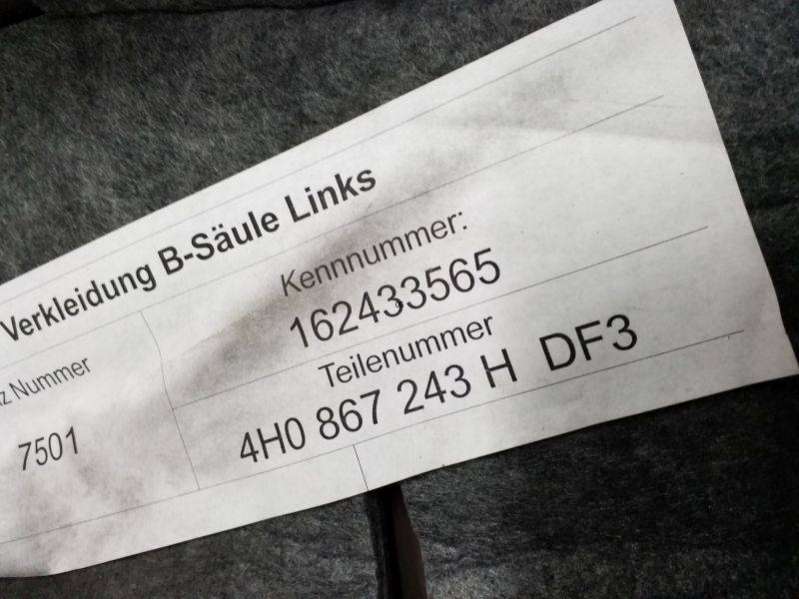 Verkleidung B-Säule Links
Kennnummer:
162433565
z Nummer
Teilenummer
7501
4H0 867 243 H DF3